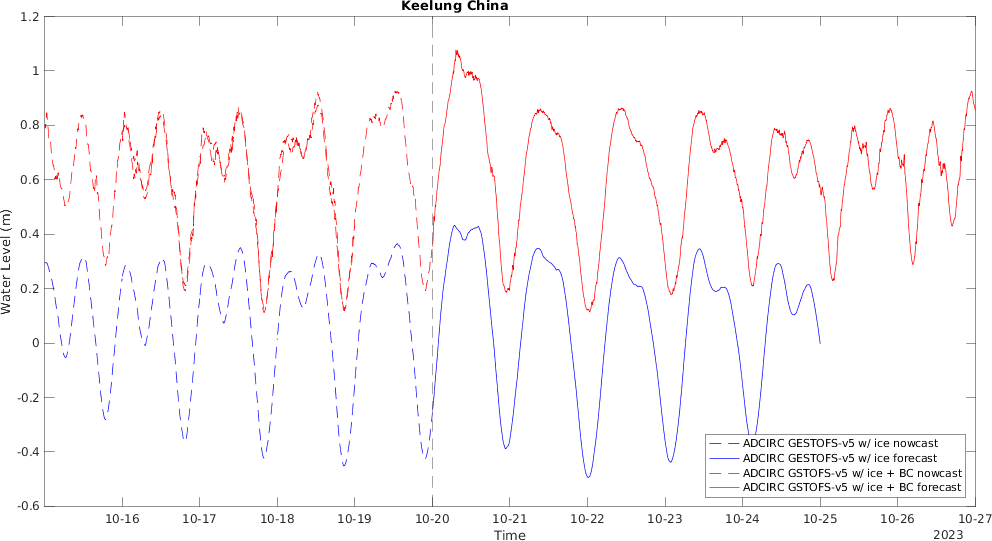 Keelung China
1.2
1
0.8
0.6
0.4
0.2
0
-0.2
-0.4
-0.6
Water Level (m)
ADCIRC GESTOFS-v5 w/ ice nowcast
ADCIRC GESTOFS-v5 w/ ice forecast
ADCIRC GSTOFS-v5 w/ ice + BC nowcast
ADCIRC GSTOFS-v5 w/ ice + BC forecast
10-16 10-17 10-18 10-19 10-20 10-21 10-22 10-23 10-24 10-25 10-26 10-27
Time
2023